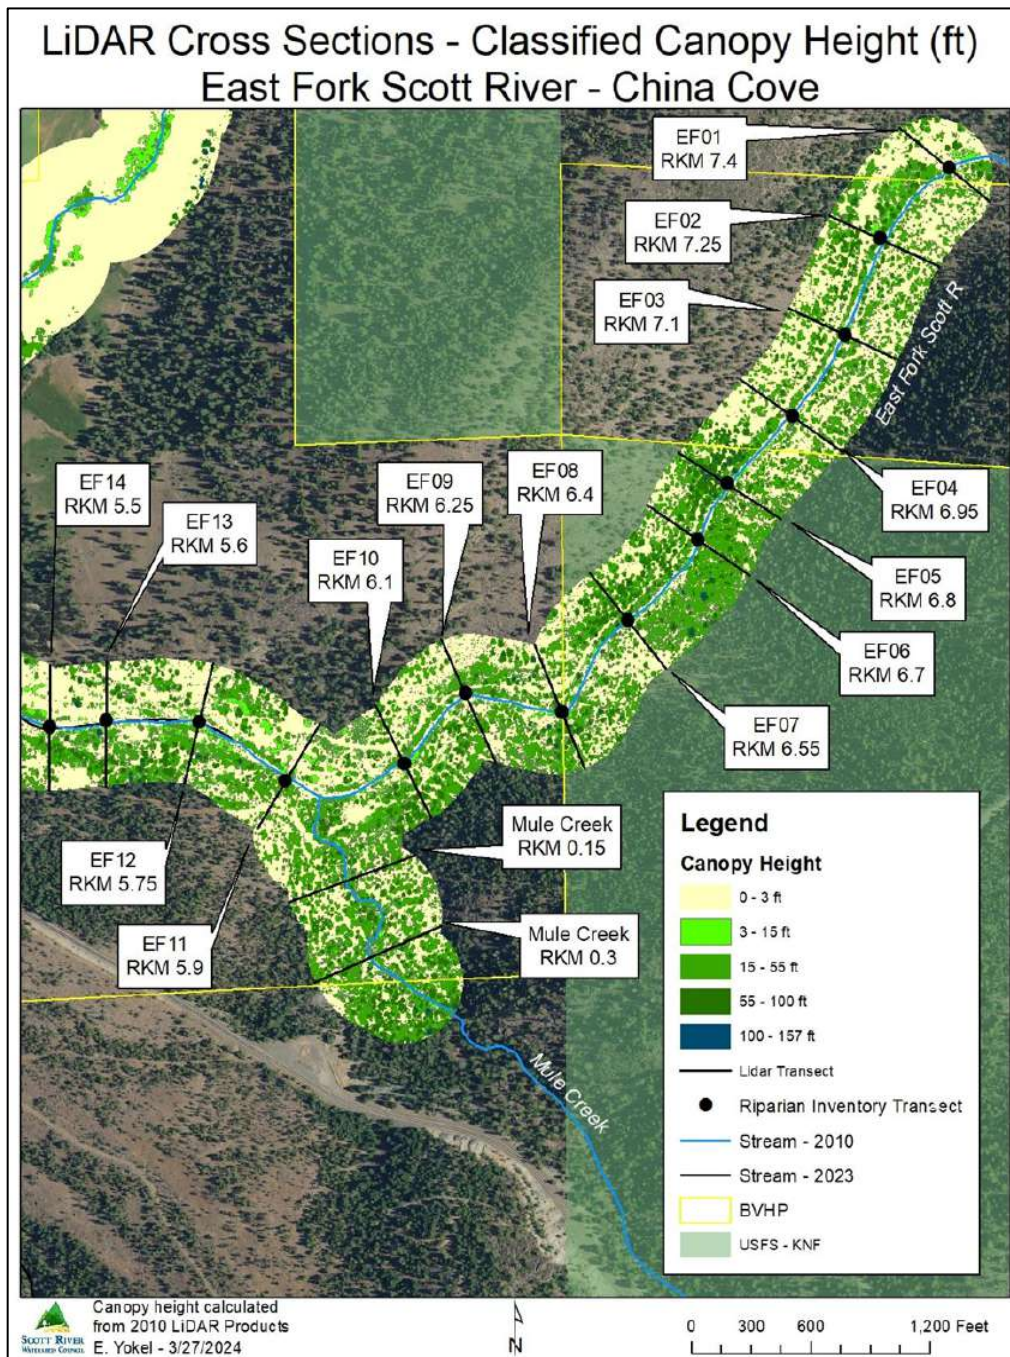 LiDAR Cross Sections - Classified Canopy Height (ft)
East Fork Scott River - China Cove
EF01
RKM 7.4
EF02
RKM 7.25
EF03
RKM 7.1
East Fork Scott R
EF04
RKM 6.95
EF05
RKM 6.8
EF06
RKM 6.7
EF07
RKM 6.55
EF08
RKM 6.4
EF09
RKM 6.25
EF10
RKM 6.1
EF14
RKM 5.5
EF13
RKM 5.6
EF12
RKM 5.75
EF11
RKM 5.9
Mule Creek
RKM 0.15
Mule Creek
RKM 0.3
Mule Creek
Legend
Canopy Height
0 - 3 ft
3 - 15 ft
15 - 55 ft
55 - 100 ft
100 - 157 ft
Lidar Transect
Riparian Inventory Transect
Stream - 2010
Stream - 2023
BVHP
USFS - KNF
SCOTT RIVER
WATERSHED COUNCIL
Canopy height calculated
from 2010 LiDAR Products
E. Yokel - 3/27/2024
N
0 300 600 1,200 Feet